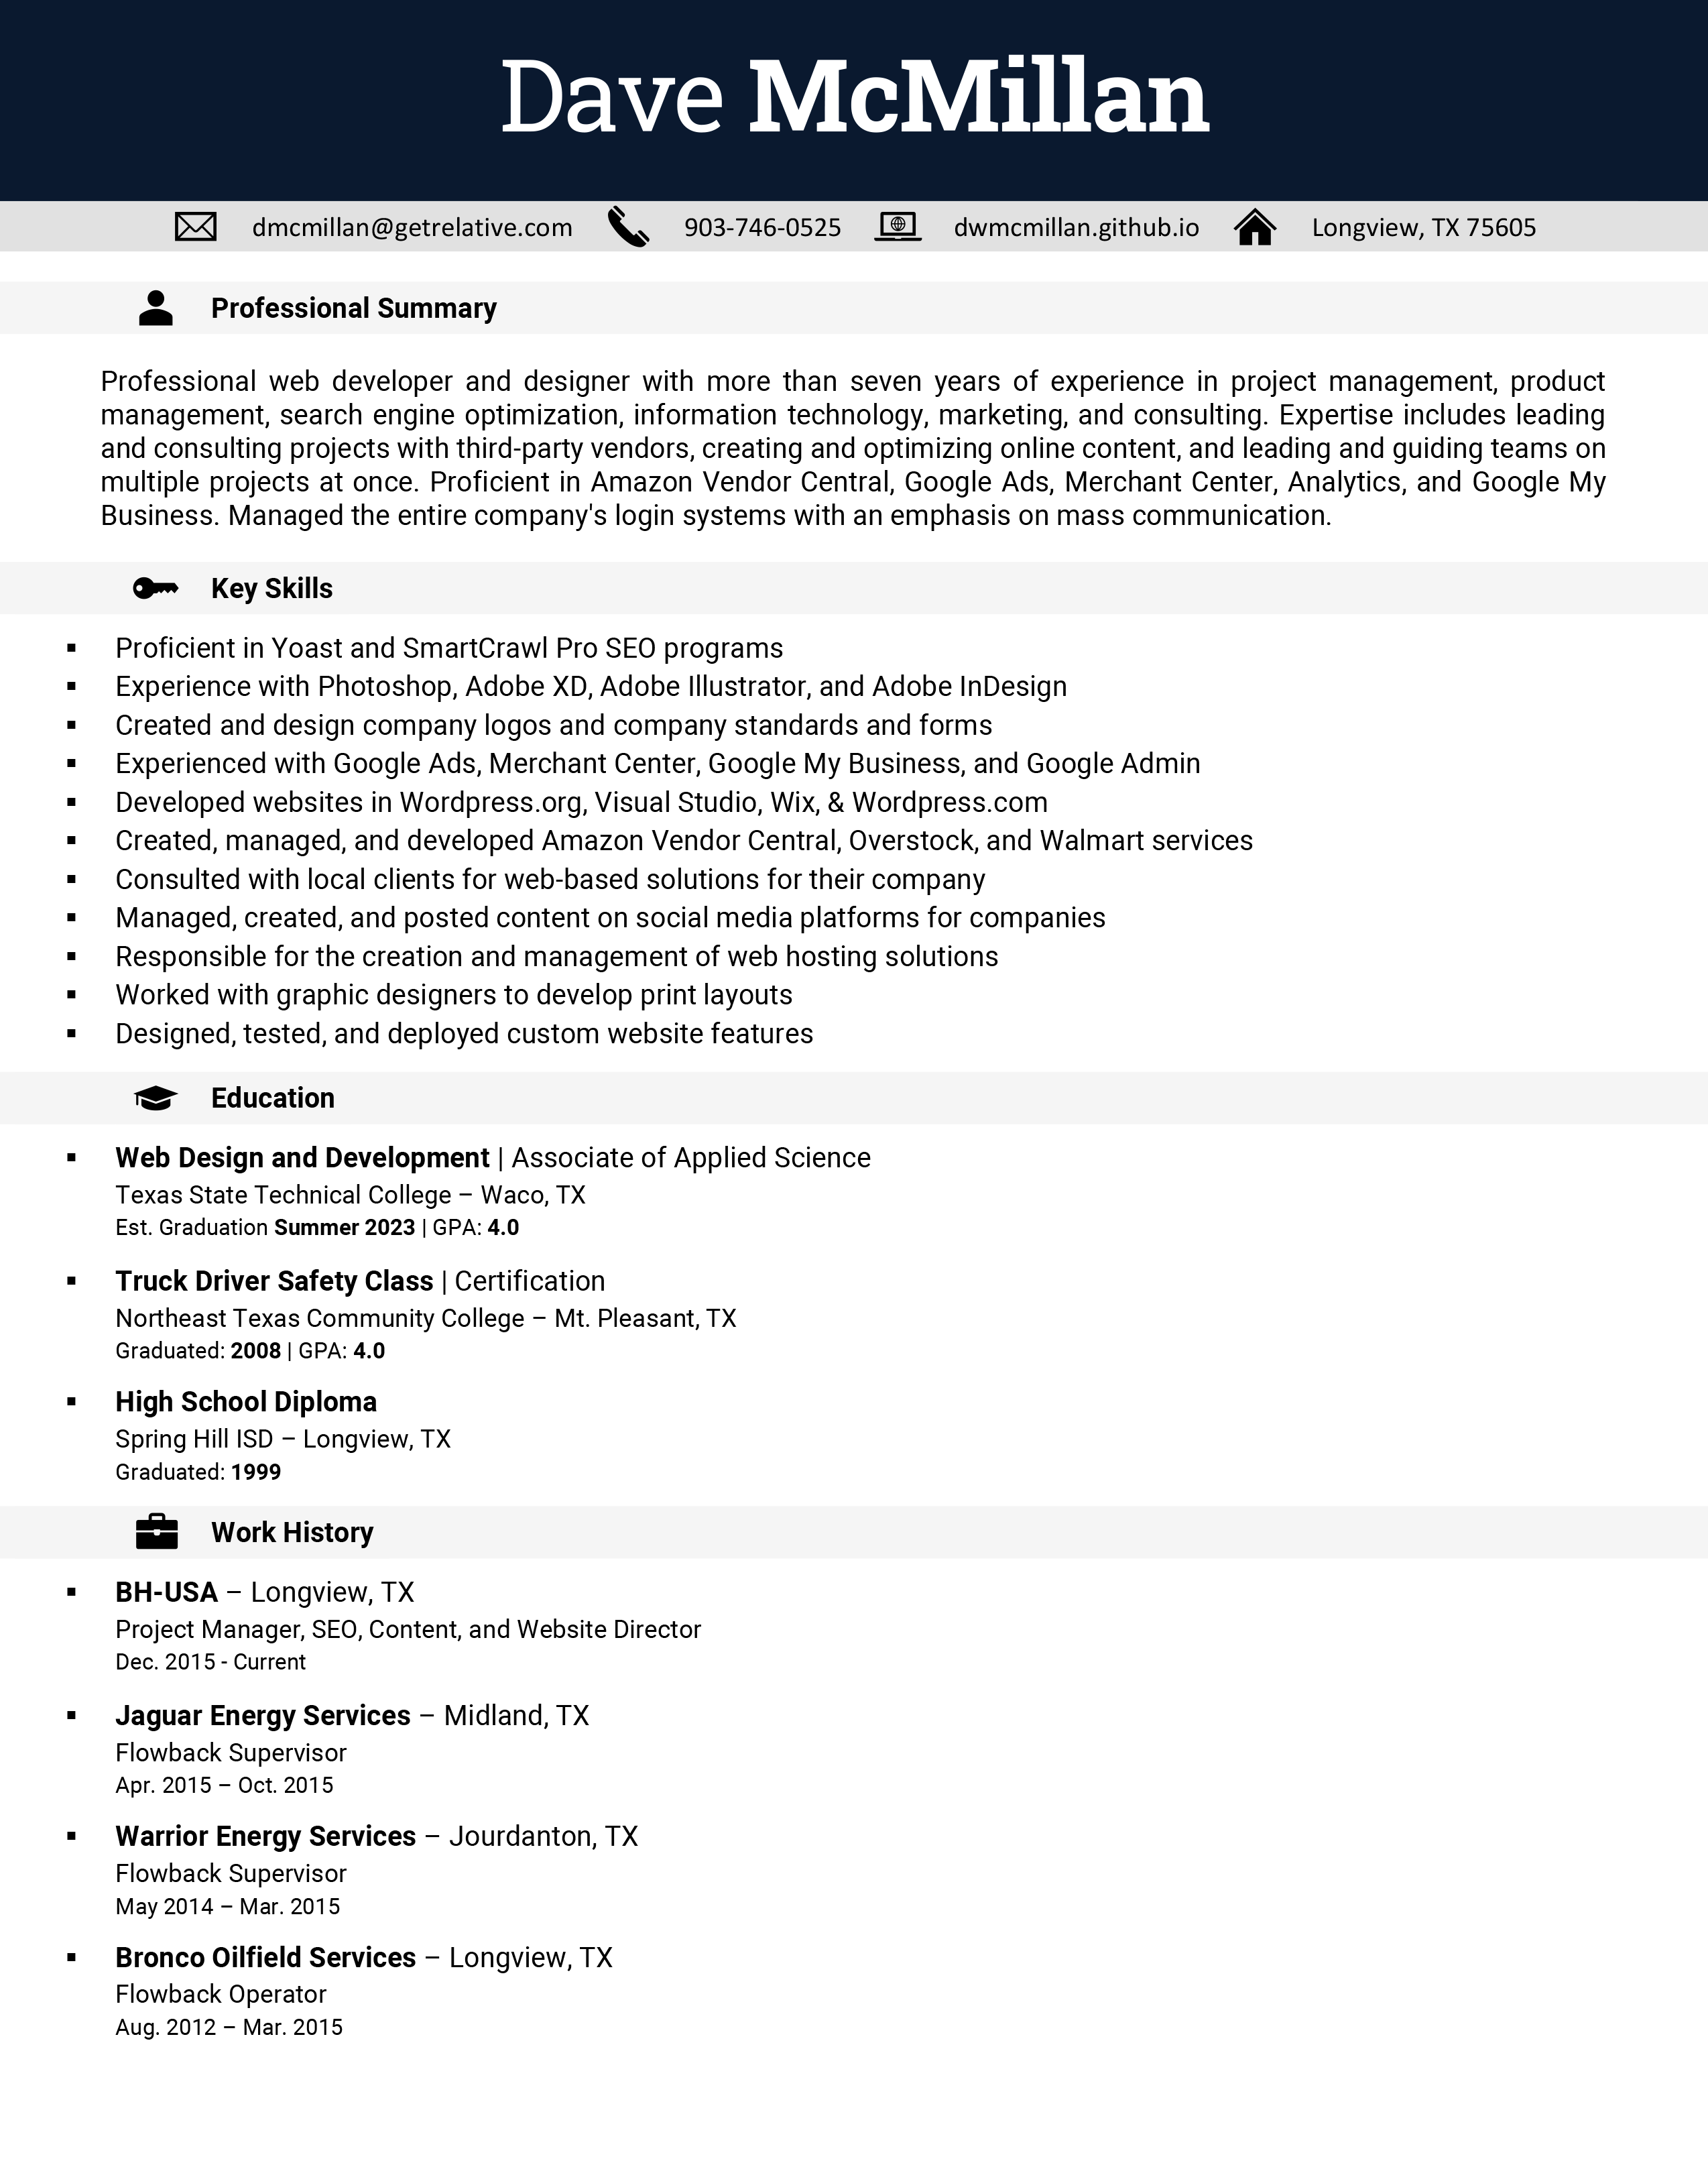 Dave McMillan
dmcmillan@getrelative.com 903-746-0525 dwmcmillan.github.io Longview, TX 75605
Professional Summary
Professional web developer and designer with more than seven years of experience in project management, product
management, search engine optimization, information technology, marketing, and consulting. Expertise includes leading
and consulting projects with third-party vendors, creating and optimizing online content, and leading and guiding teams on
multiple projects at once. Proficient in Amazon Vendor Central, Google Ads, Merchant Center, Analytics, and Google My
Business. Managed the entire company's login systems with an emphasis on mass communication.
Key Skills
▪ Proficient in Yoast and SmartCrawl Pro SEO programs
▪ Experience with Photoshop, Adobe XD, Adobe Illustrator, and Adobe InDesign
▪ Created and design company logos and company standards and forms
▪ Experienced with Google Ads, Merchant Center, Google My Business, and Google Admin
▪ Developed websites in Wordpress.org, Visual Studio, Wix, & Wordpress.com
▪ Created, managed, and developed Amazon Vendor Central, Overstock, and Walmart services
▪ Consulted with local clients for web-based solutions for their company
▪ Managed, created, and posted content on social media platforms for companies
▪ Responsible for the creation and management of web hosting solutions
▪ Worked with graphic designers to develop print layouts
▪ Designed, tested, and deployed custom website features
Education
▪ Web Design and Development | Associate of Applied Science
Texas State Technical College – Waco, TX
Est. Graduation Summer 2023 | GPA: 4.0
▪ Truck Driver Safety Class | Certification
Northeast Texas Community College – Mt. Pleasant, TX
Graduated: 2008 | GPA: 4.0
▪ High School Diploma
Spring Hill ISD – Longview, TX
Graduated: 1999
Work History
▪ BH-USA – Longview, TX
Project Manager, SEO, Content, and Website Director
Dec. 2015 - Current
▪ Jaguar Energy Services – Midland, TX
Flowback Supervisor
Apr. 2015 – Oct. 2015
▪ Warrior Energy Services – Jourdanton, TX
Flowback Supervisor
May 2014 – Mar. 2015
▪ Bronco Oilfield Services – Longview, TX
Flowback Operator
Aug. 2012 – Mar. 2015